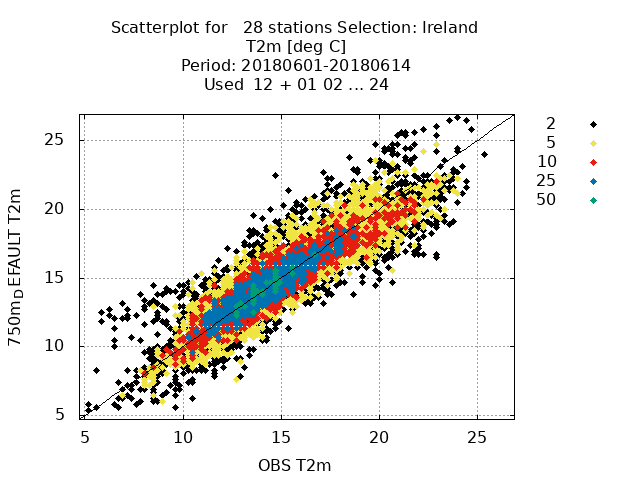 Scatterplot for 28 stations Selection: Ireland
T2m [deg C]
Period: 20180601-20180614
Used 12 + 01 02 ... 24
2
5
10
25
50
25
20
15
10
5
750mDEFAULT T2m
5 10 15 20 25
OBS T2m